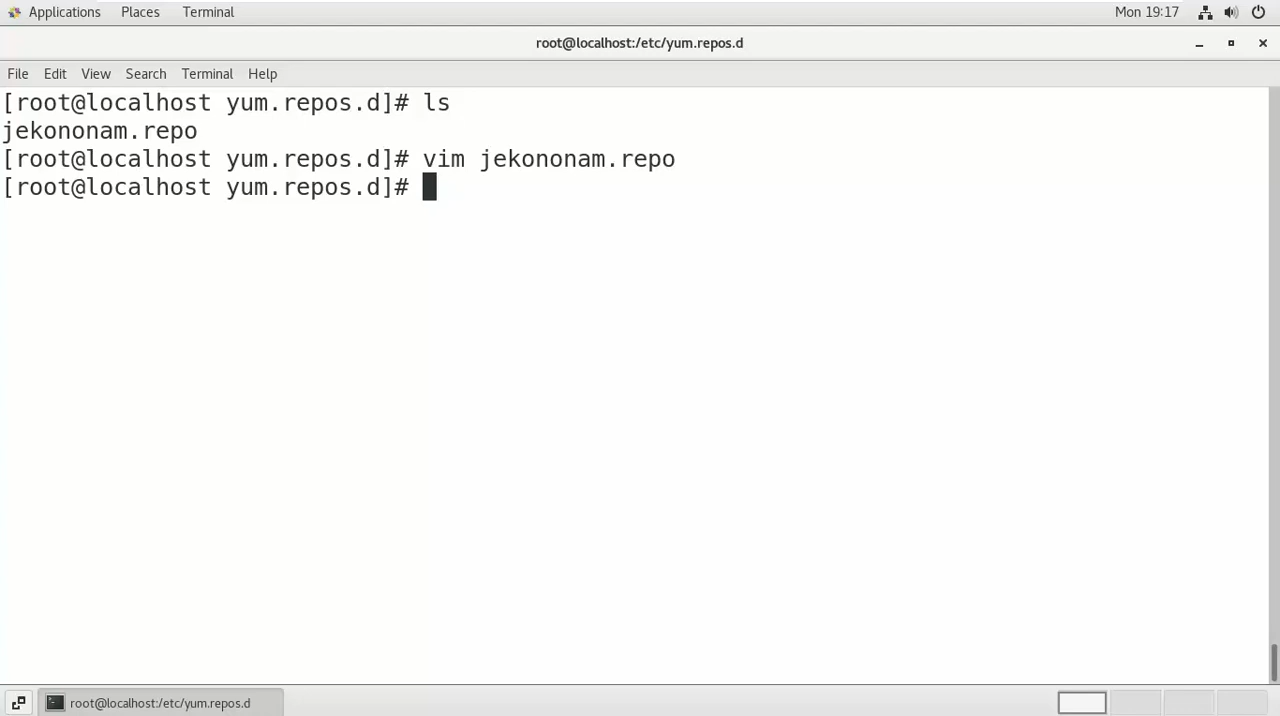 Applications Places Terminal Mon 19:17
root@localhost:/etc/yum.repos.d
File Edit View Search Terminal Help
[root@localhost yum.repos.d]# ls
jekononam.repo
[root@localhost yum.repos.d]# vim jekononam.repo
[root@localhost yum.repos.d]#
root@localhost:/etc/yum.repos.d